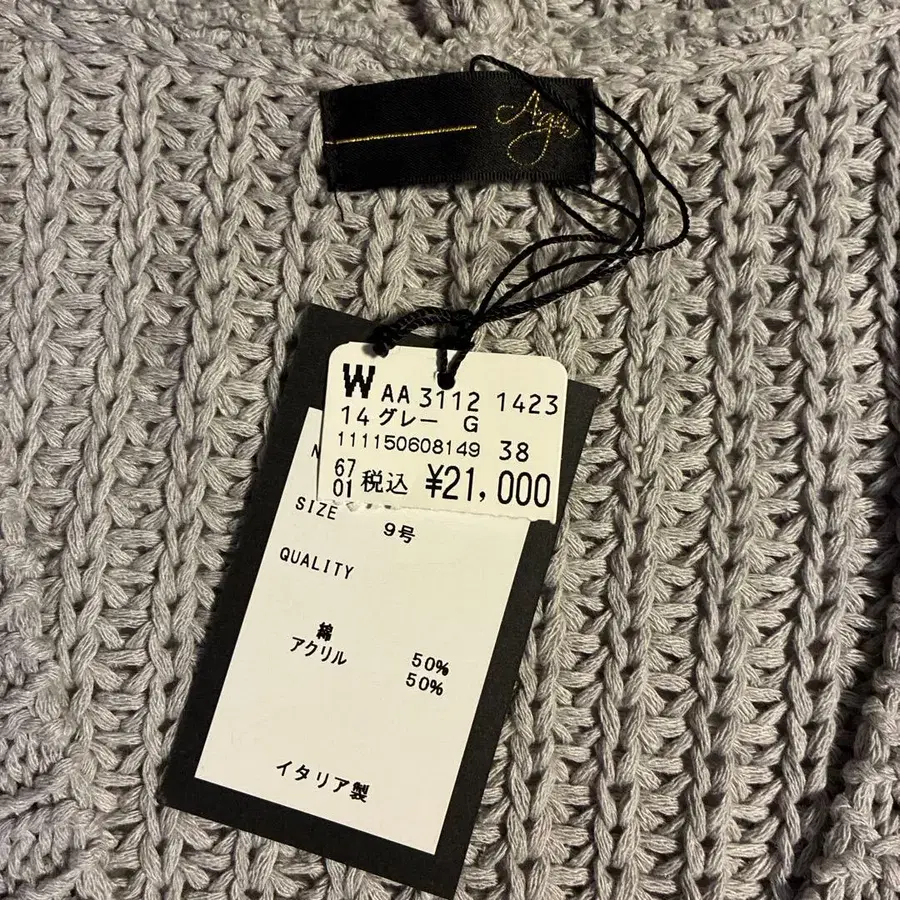 W AA 3112 1423
14グレー G
111150608149 38
67
01 税込 ¥21,000
SIZE 9号
QUALITY
綿 50%
アクリル 50%
イタリア製